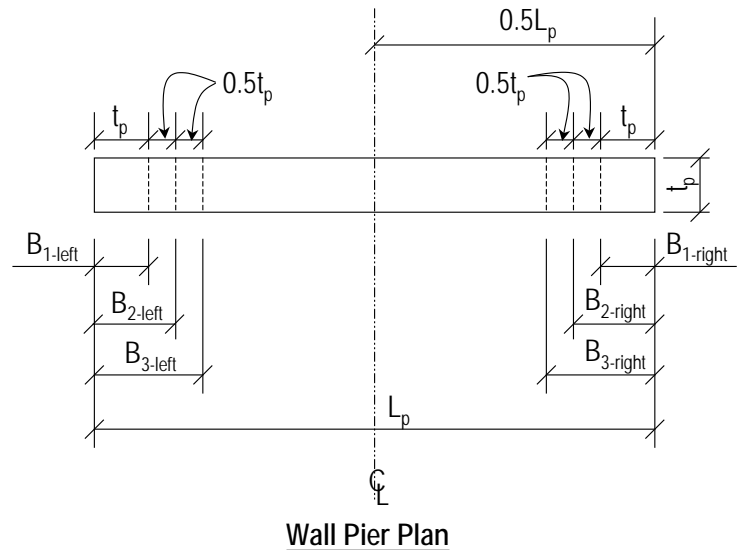 0.5Lp
0.5tp
0.5tp
tp
tp
tp
B1-left
B1-right
B2-left
B2-right
B3-left
B3-right
Lp
CL
Wall Pier Plan